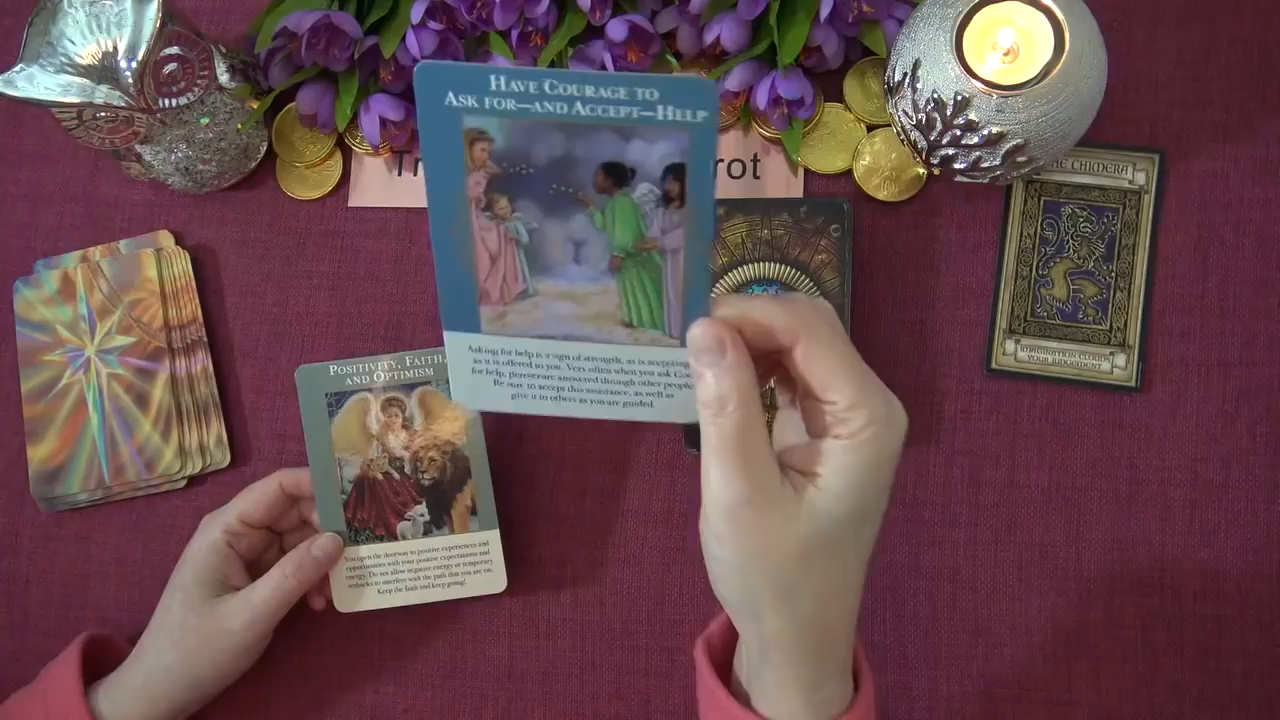 HAVE COURAGE TO
ASK FOR—AND ACCEPT—HELP
Asking for help is a sign of strength, as is accepting
as it is offered to you. Very often when you ask Go
for help, prayers are answered through other people
Be sure to accept this assistance, as well as
give it to others as you are guided.
T
rot
HE CHIMERA
IMAGINATION CLOUDS
YOUR JUDGEMENT
POSITIVITY, FAITH,
AND OPTIMISM
You open the doorway to positive experiences and
opportunities with your positive expectations and
energy. Do not allow negative energy or temporary
setbacks to interfere with the path that you are on.
Keep the faith and keep going!